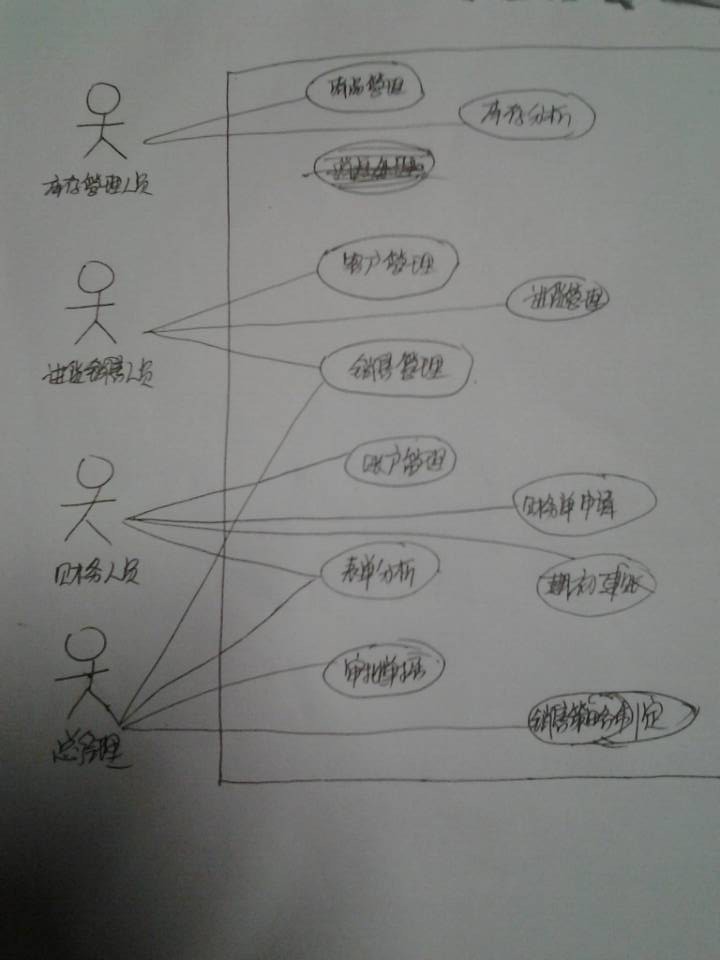 商品管理
库存分析
库存管理人员
客户管理
进货管理
进货销售人员
销售管理
账户管理
财务单申请
财务人员
表单分析
期初建账
审批单据
销售策略制定
总经理